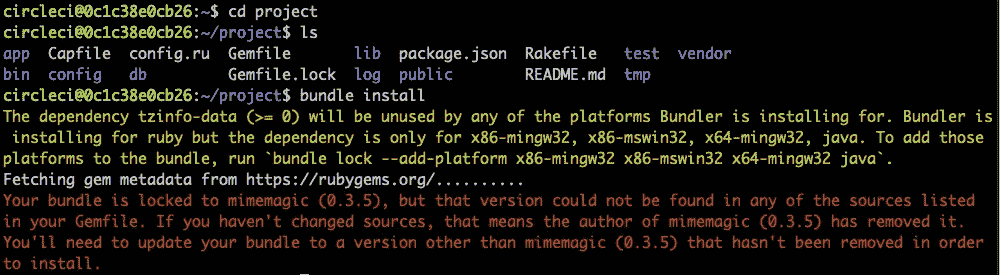 circleci@0c1c38e0cb26:~$ cd project
circleci@0c1c38e0cb26:~/project$ ls
app Capfile config.ru Gemfile lib package.json Rakefile test vendor
bin config db Gemfile.lock log public README.md tmp
circleci@0c1c38e0cb26:~/project$ bundle install
The dependency tzinfo-data (>= 0) will be unused by any of the platforms Bundler is installing for. Bundler is
installing for ruby but the dependency is only for x86-mingw32, x86-mswin32, x64-mingw32, java. To add those
platforms to the bundle, run `bundle lock --add-platform x86-mingw32 x86-mswin32 x64-mingw32 java`.
Fetching gem metadata from https://rubygems.org/..........
Your bundle is locked to mimemagic (0.3.5), but that version could not be found in any of the sources listed
in your Gemfile. If you haven't changed sources, that means the author of mimemagic (0.3.5) has removed it.
You'll need to update your bundle to a version other than mimemagic (0.3.5) that hasn't been removed in order
to install.